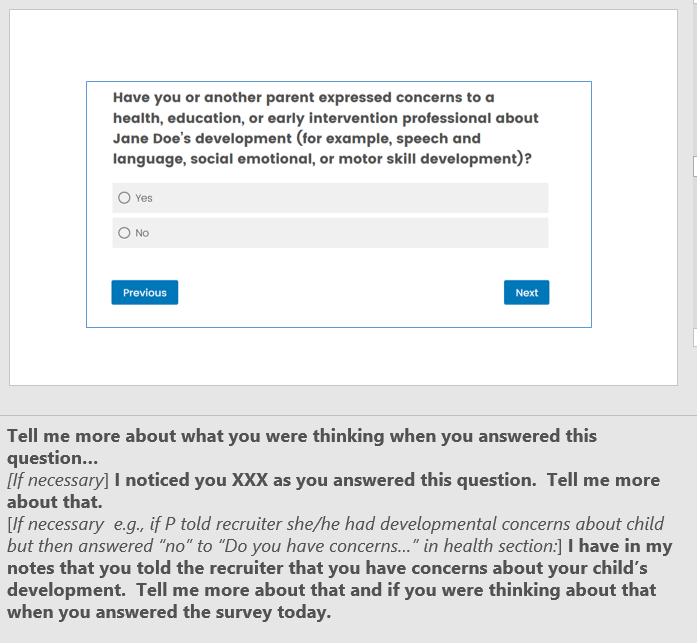 Have you or another parent expressed concerns to a
health, education, or early intervention professional about
Jane Doe's development (for example, speech and
language, social emotional, or motor skill development)?
Yes
No
Previous
Next
Tell me more about what you were thinking when you answered this
question…
[If necessary] I noticed you XXX as you answered this question.  Tell me more
about that.
[If necessary  e.g., if P told recruiter she/he had developmental concerns about child
but then answered “no” to “Do you have concerns…” in health section:] I have in my
notes that you told the recruiter that you have concerns about your child’s
development.  Tell me more about that and if you were thinking about that
when you answered the survey today.